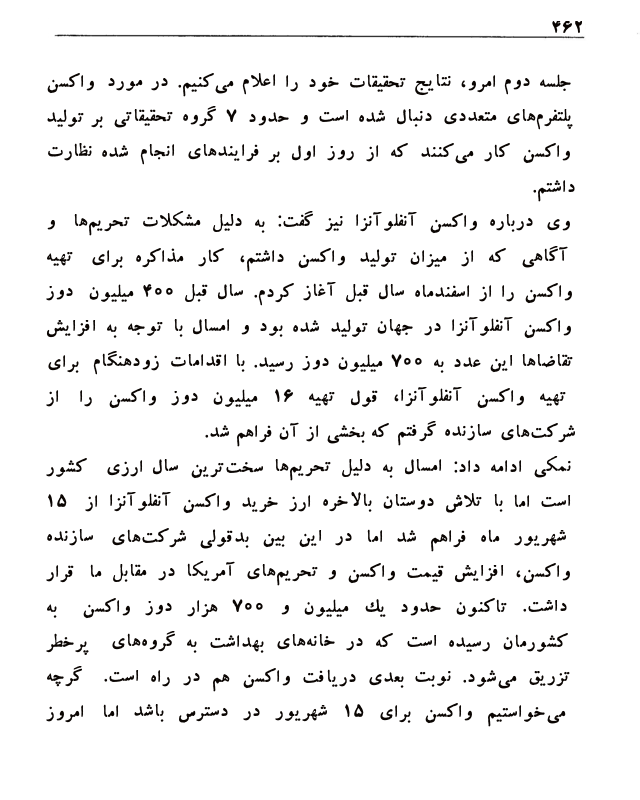 ۴۶۲
جلسه دوم امرو، نتایج تحقیقات خود را اعلام می‌کنیم. در مورد واکسن
پلتفرم‌های متعددی دنبال شده است و حدود ۷ گروه تحقیقاتی بر تولید
واکسن کار می‌کنند که از روز اول بر فرایندهای انجام شده نظارت
داشتم.
وی درباره واکسن آنفلوآنزا نیز گفت: به دلیل مشکلات تحریم‌ها و
آگاهی که از میزان تولید واکسن داشتم، کار مذاکره برای تهیه
واکسن را از اسفندماه سال قبل آغاز کردم. سال قبل ۴۰۰ میلیون دوز
واکسن آنفلوآنزا در جهان تولید شده بود و امسال با توجه به افزایش
تقاضاها این عدد به ۷۰۰ میلیون دوز رسید. با اقدامات زودهنگام برای
تهیه واکسن آنفلوآنزا، قول تهیه ۱۶ میلیون دوز واکسن را از
شرکت‌های سازنده گرفتم که بخشی از آن فراهم شد.
نمکی ادامه داد: امسال به دلیل تحریم‌ها سخت‌ترین سال ارزی کشور
است اما با تلاش دوستان بالاخره ارز خرید واکسن آنفلوآنزا از ۱۵
شهریور ماه فراهم شد اما در این بین بدقولی شرکت‌های سازنده
واکسن، افزایش قیمت واکسن و تحریم‌های آمریکا در مقابل ما قرار
داشت. تاکنون حدود یك میلیون و ۷۰۰ هزار دوز واکسن به
کشورمان رسیده است که در خانه‌های بهداشت به گروه‌های پرخطر
تزریق می‌شود. نوبت بعدی دریافت واکسن هم در راه است. گرچه
می‌خواستیم واکسن برای ۱۵ شهریور در دسترس باشد اما امروز